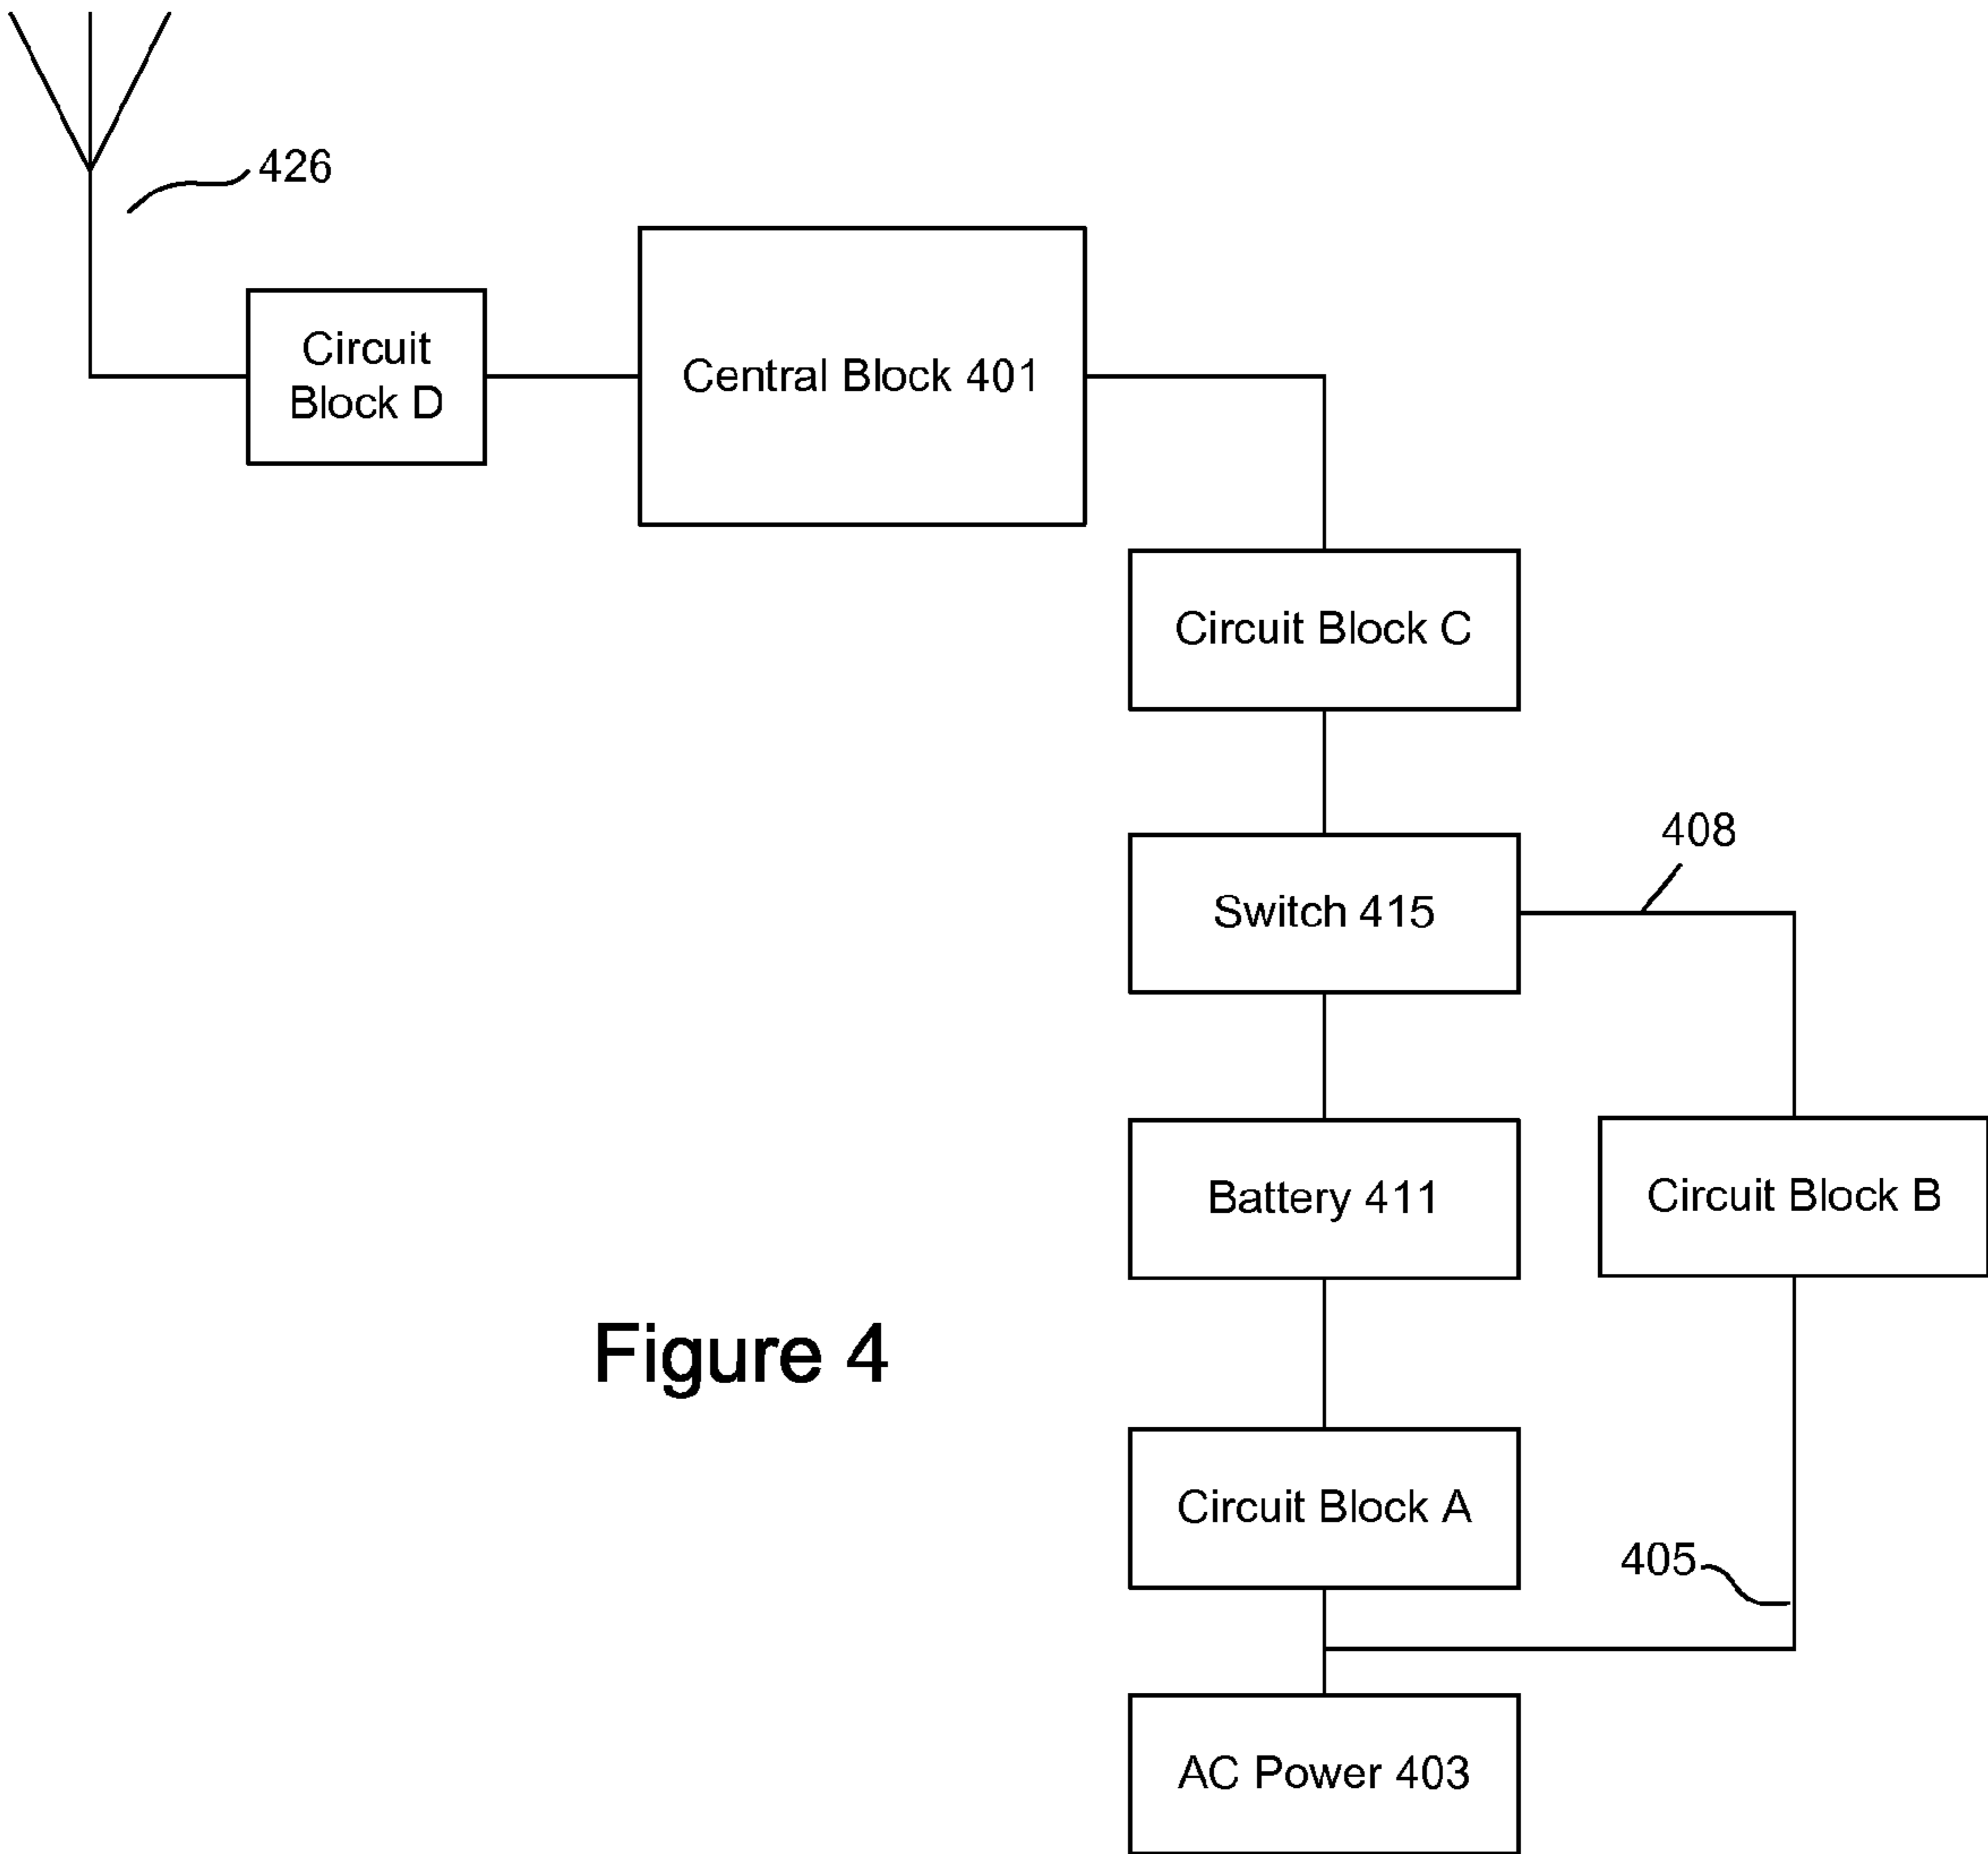 426
Circuit
Block D
Central Block 401
Circuit Block C
408
Switch 415
Battery 411
Circuit Block B
Figure 4
Circuit Block A
405
AC Power 403